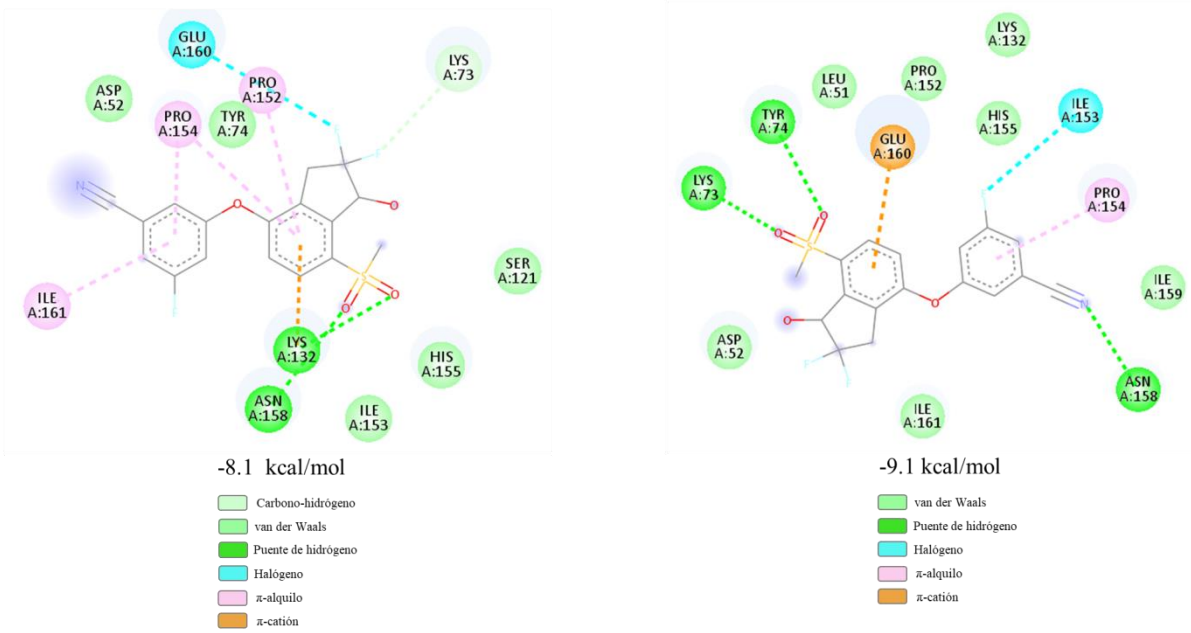 GLU
A:160
LYS
A:73
PRO
A:152
ASP
A:52
PRO
A:154
TYR
A:74
N
F
F
O
O
S
O
O
F
SER
A:121
ILE
A:161
LYS
A:132
HIS
A:155
ASN
A:158
ILE
A:153
-8.1 kcal/mol
Carbono-hidrógeno
van der Waals
Puente de hidrógeno
Halógeno
π-alquilo
π-catión
LYS
A:132
LEU
A:51
PRO
A:152
TYR
A:74
HIS
A:155
ILE
A:153
GLU
A:160
LYS
A:73
PRO
A:154
F
O
O
S
O
O
N
F
F
ILE
A:159
ASP
A:52
ASN
A:158
ILE
A:161
-9.1 kcal/mol
van der Waals
Puente de hidrógeno
Halógeno
π-alquilo
π-catión